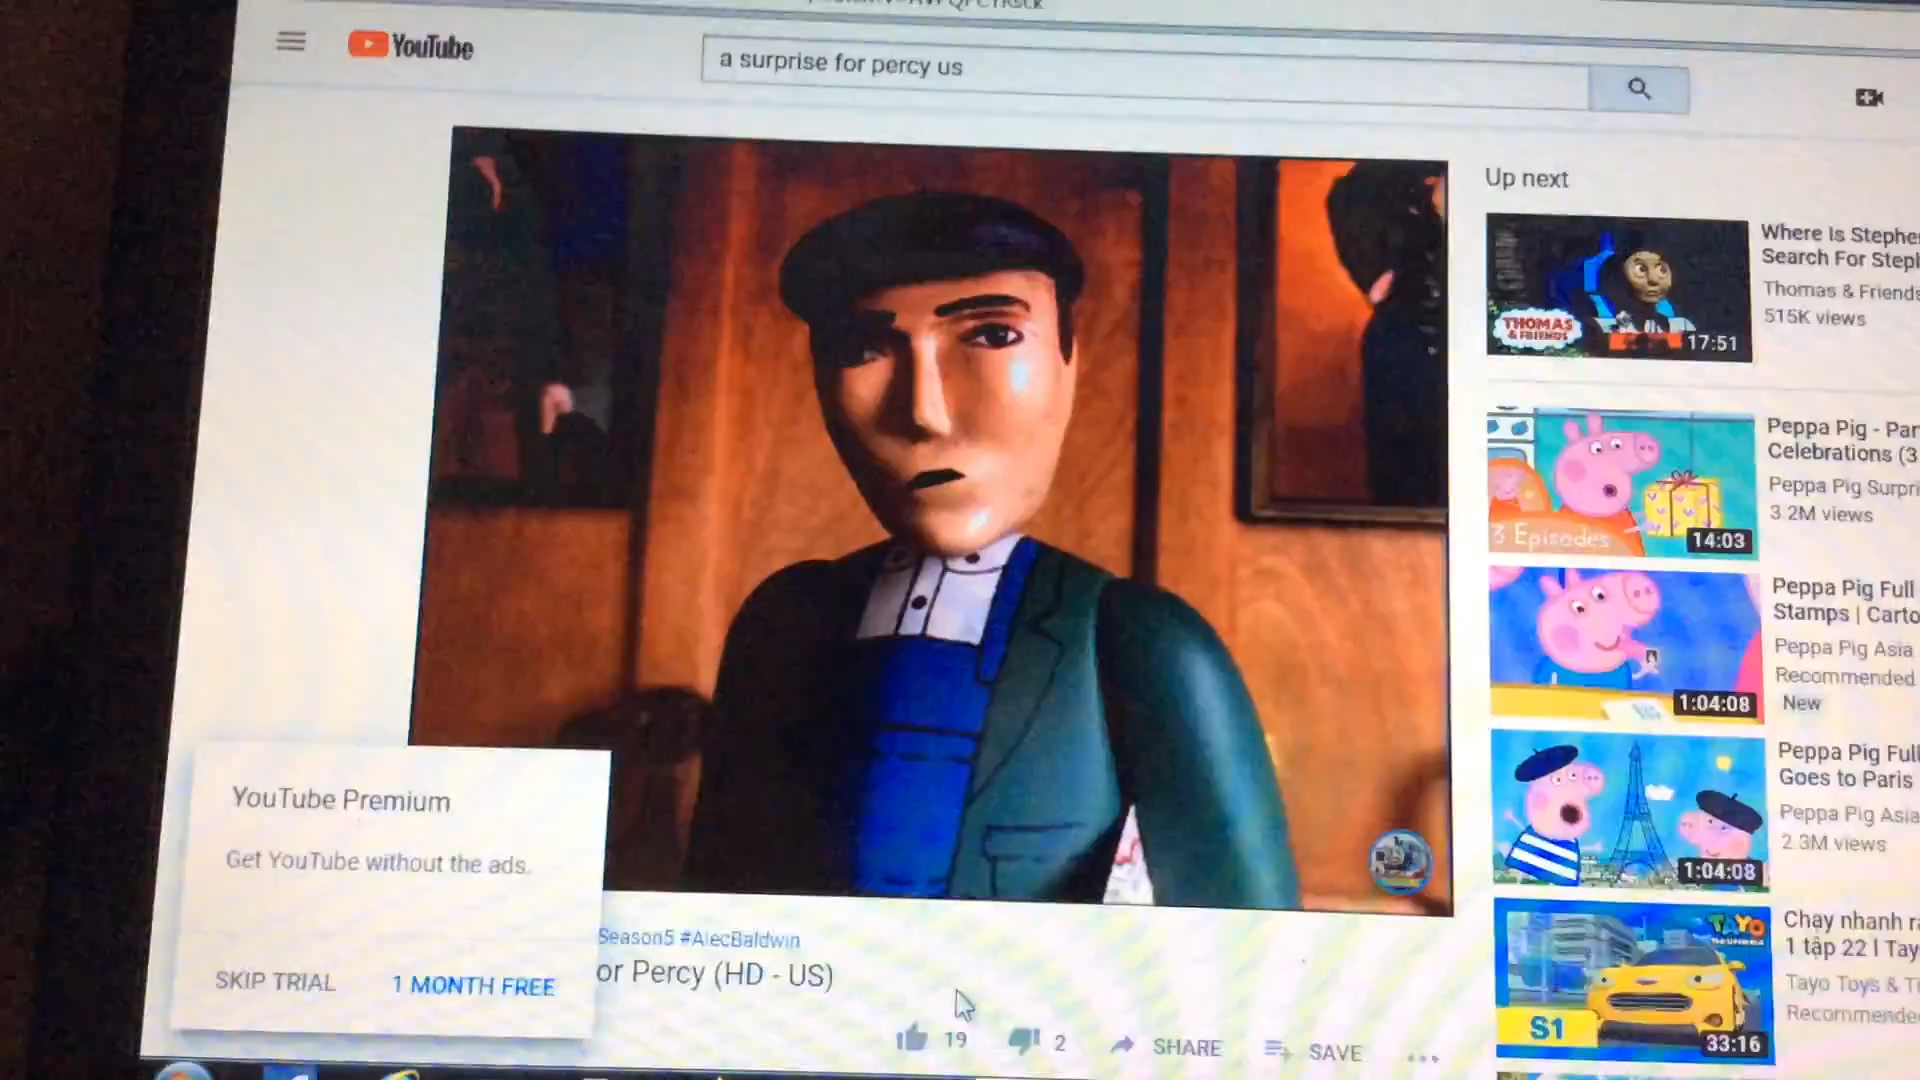 YouTube
a surprise for percy us
Up next
Where Is Stephe
Search For Steph
Thomas & Friends
515K views
THOMAS
& FRIENDS
17:51
Peppa Pig - Par
Celebrations (3
Peppa Pig Surpri
3.2M views
3 Episodes
14:03
Peppa Pig Full
Stamps | Carto
Peppa Pig Asia
Recommended
New
1:04:08
Peppa Pig Full
Goes to Paris
Peppa Pig Asia
2.3M views
1:04:08
Chạy nhanh r
1 tập 22 l Tay
Tayo Toys & Ti
Recommende
TAYO
S1
33:16
YouTube Premium
Get YouTube without the ads.
SKIP TRIAL
1 MONTH FREE
Season5 #AlecBaldwin
or Percy (HD - US)
19
2
SHARE
SAVE